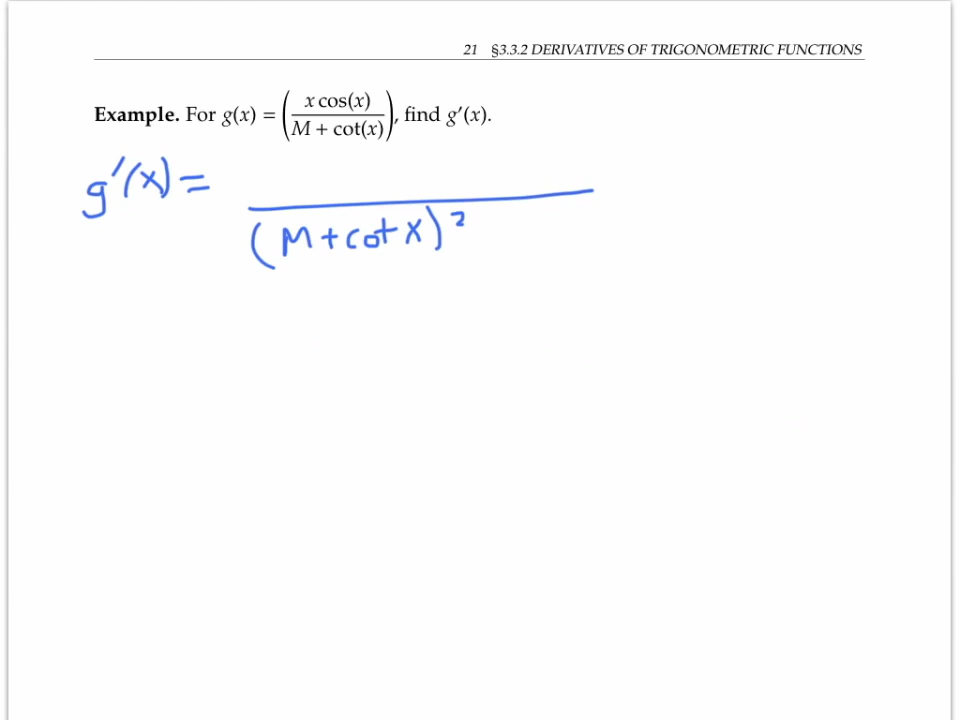 21 §3.3.2 DERIVATIVES OF TRIGONOMETRIC FUNCTIONS
Example. For g(x) = (x cos(x) / M + cot(x)), find g′(x).
g'(x) =
(M + cot x)²